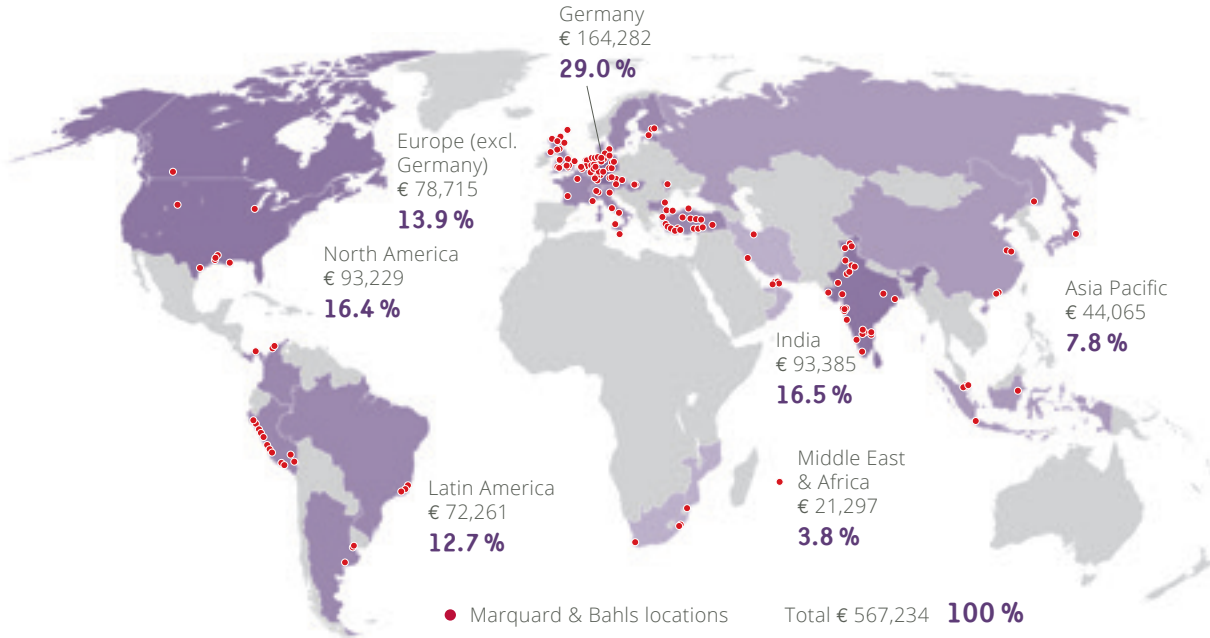 Germany
€ 164,282
29.0 %
Europe (excl.
Germany)
€ 78,715
13.9 %
North America
€ 93,229
16.4 %
Asia Pacific
€ 44,065
7.8 %
India
€ 93,385
16.5 %
Middle East
& Africa
€ 21,297
3.8 %
Latin America
€ 72,261
12.7 %
Marquard & Bahls locations
Total € 567,234 100 %